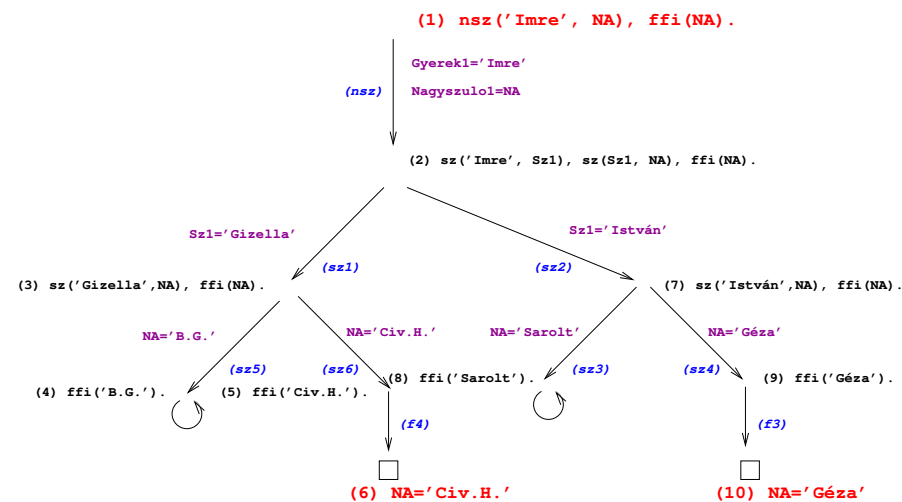 (1) nsz('Imre', NA), ffi(NA).
Gyerek1='Imre'
(nsz)
Nagyszulo1=NA
(2) sz('Imre', Sz1), sz(Sz1, NA), ffi(NA).
Sz1='Gizella'
Sz1='István'
(sz1)
(sz2)
(3) sz('Gizella',NA), ffi(NA).
(7) sz('István',NA), ffi(NA).
NA='B.G.'
NA='Civ.H.'
NA='Sarolt'
NA='Géza'
(sz5)
(sz6)
(sz3)
(sz4)
(4) ffi('B.G.').
(5) ffi('Civ.H.').
(8) ffi('Sarolt').
(9) ffi('Géza').
(f4)
(f3)
(6) NA='Civ.H.'
(10) NA='Géza'